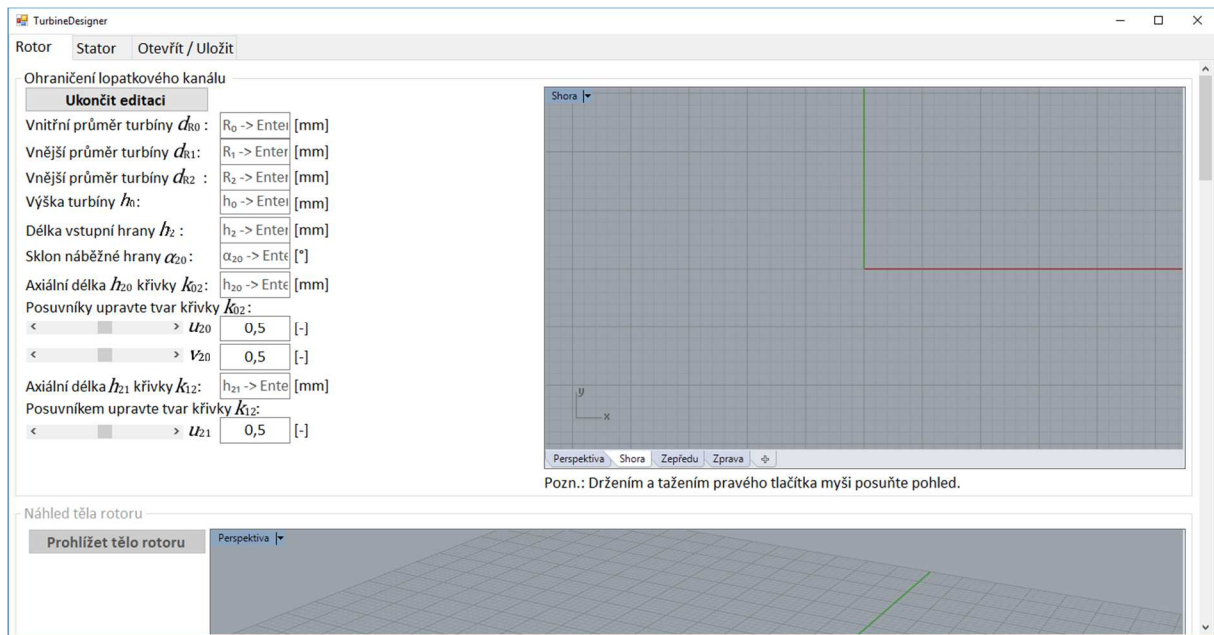 TurbineDesigner
Rotor Stator Otevřít / Uložit
Ohraničení lopatkového kanálu
Ukončit editaci
Vnitřní průměr turbíny dR0 : R₀ -> Enter [mm]
Vnější průměr turbíny dR1: R₁ -> Enter [mm]
Vnější průměr turbíny dR2 : R₂ -> Enter [mm]
Výška turbíny h0: h₀ -> Enter [mm]
Délka vstupní hrany h2 : h₂ -> Enter [mm]
Sklon náběžné hrany α20: α₂₀ -> Ente [°]
Axiální délka h20 křivky k02: h₂₀ -> Ente [mm]
Posuvníky upravte tvar křivky k02:
u20 0,5 [-]
v20 0,5 [-]
Axiální délka h21 křivky k12: h₂₁ -> Ente [mm]
Posuvníkem upravte tvar křivky k12:
u21 0,5 [-]
Shora
y
x
Perspektiva Shora Zepředu Zprava
Pozn.: Držením a tažením pravého tlačítka myši posuňte pohled.
Náhled těla rotoru
Prohlížet tělo rotoru
Perspektiva